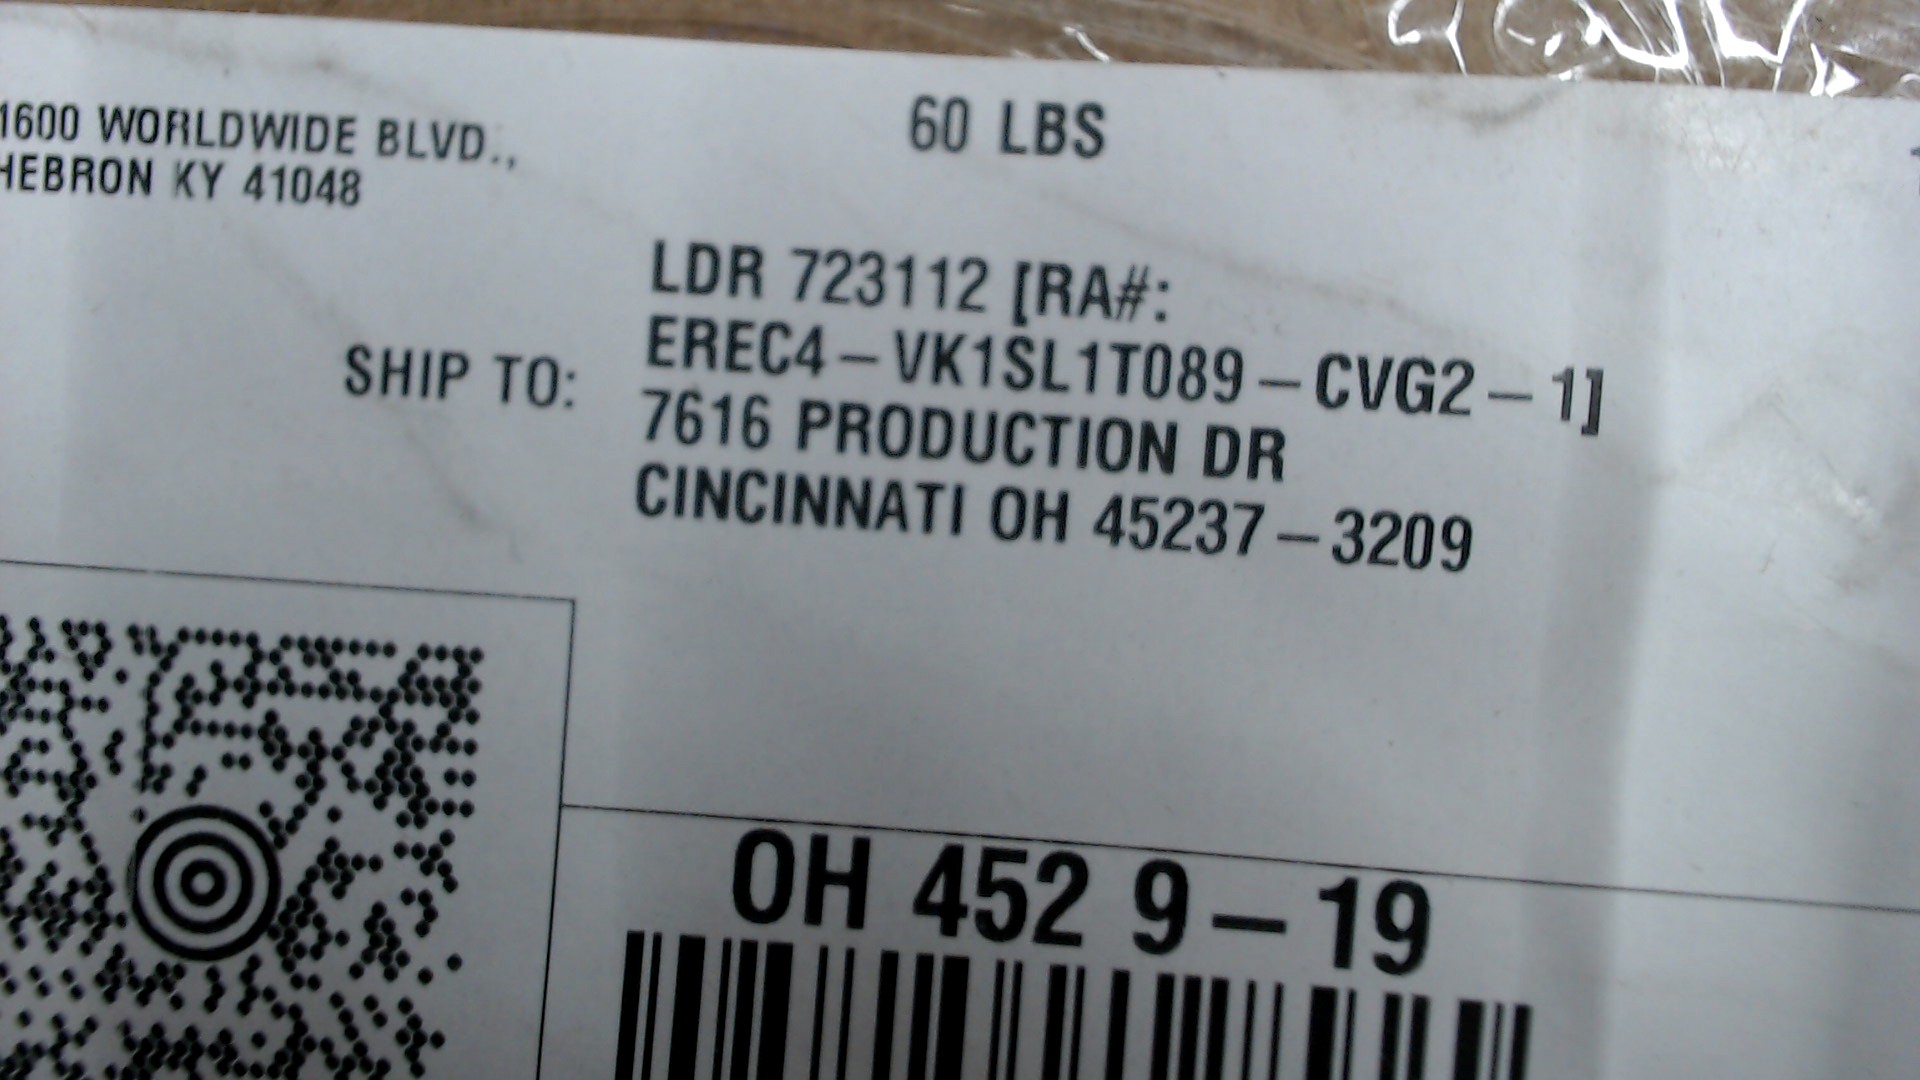 1600 WORLDWIDE BLVD.,
HEBRON KY 41048
60 LBS
SHIP TO:
LDR 723112 [RA#:
EREC4-VK1SL1T089-CVG2-1]
7616 PRODUCTION DR
CINCINNATI OH 45237-3209
OH 452 9-19